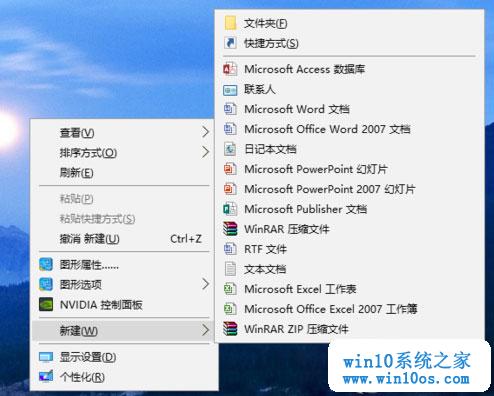 查看(V)
排序方式(O)
刷新(E)
粘贴(P)
粘贴快捷方式(S)
撤消 新建(U) Ctrl+Z
图形属性......
图形选项
NVIDIA 控制面板
新建(W)
显示设置(D)
个性化(R)
文件夹(F)
快捷方式(S)
Microsoft Access 数据库
联系人
Microsoft Word 文档
Microsoft Office Word 2007 文档
日记本文档
Microsoft PowerPoint 幻灯片
Microsoft PowerPoint 2007 幻灯片
Microsoft Publisher 文档
WinRAR 压缩文件
RTF 文件
文本文档
Microsoft Excel 工作表
Microsoft Office Excel 2007 工作簿
WinRAR ZIP 压缩文件
win10系统之家
www.win10os.com